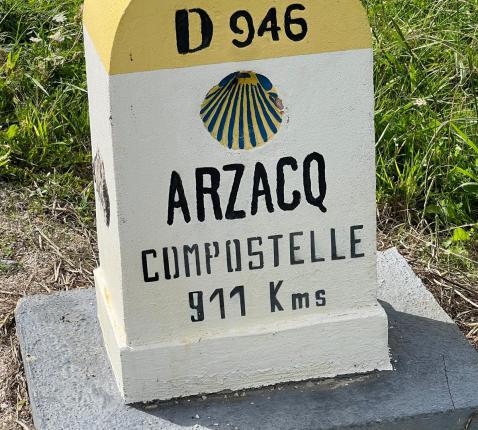 D 946
ARZACQ
COMPOSTELLE
911 Kms